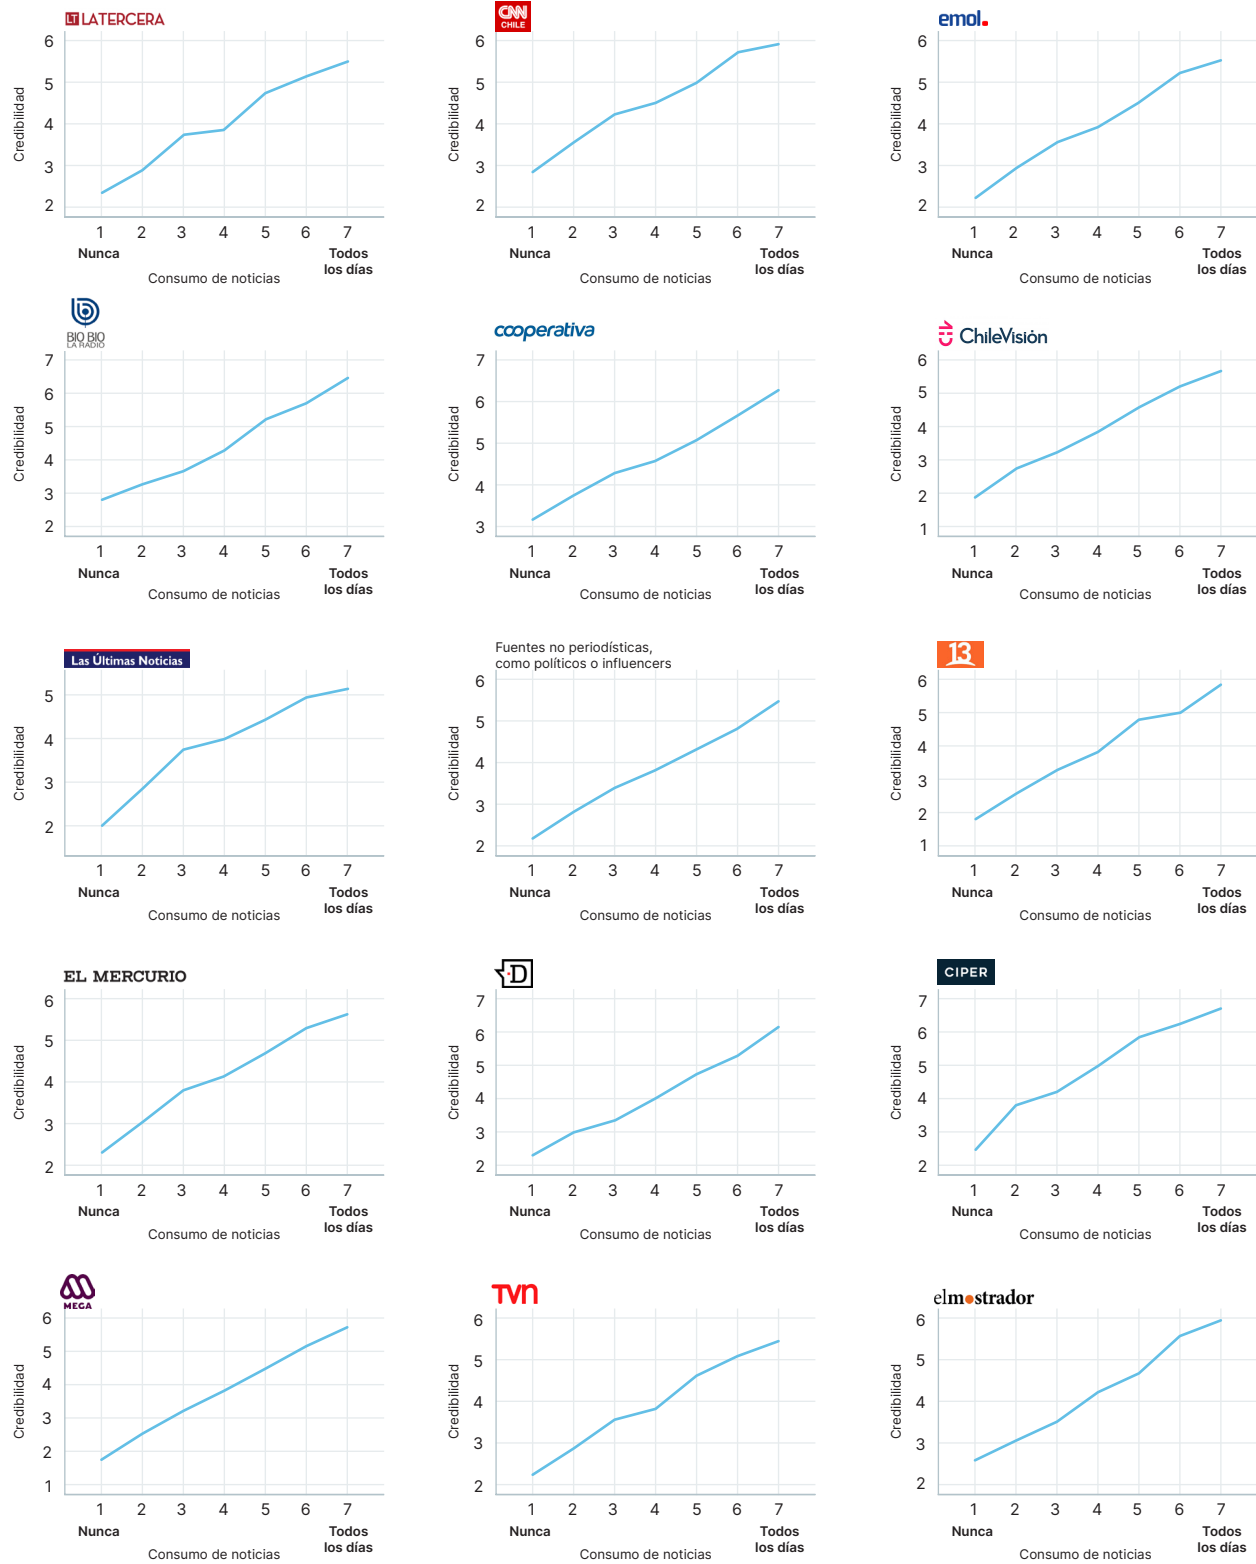 LT LATERCERA
6
5
4
3
2
Credibilidad
1 2 3 4 5 6 7
Nunca Todos
los días
Consumo de noticias
CNN
CHILE
6
5
4
3
2
Credibilidad
1 2 3 4 5 6 7
Nunca Todos
los días
Consumo de noticias
emol.
6
5
4
3
2
Credibilidad
1 2 3 4 5 6 7
Nunca Todos
los días
Consumo de noticias
BIO BIO
LA RADIO
7
6
5
4
3
2
Credibilidad
1 2 3 4 5 6 7
Nunca Todos
los días
Consumo de noticias
cooperativa
7
6
5
4
3
Credibilidad
1 2 3 4 5 6 7
Nunca Todos
los días
Consumo de noticias
CHV ChileVisión
6
5
4
3
2
1
Credibilidad
1 2 3 4 5 6 7
Nunca Todos
los días
Consumo de noticias
Las Últimas Noticias
5
4
3
2
Credibilidad
1 2 3 4 5 6 7
Nunca Todos
los días
Consumo de noticias
Fuentes no periodísticas,
como políticos o influencers
6
5
4
3
2
Credibilidad
1 2 3 4 5 6 7
Nunca Todos
los días
Consumo de noticias
13
6
5
4
3
2
1
Credibilidad
1 2 3 4 5 6 7
Nunca Todos
los días
Consumo de noticias
EL MERCURIO
6
5
4
3
2
Credibilidad
1 2 3 4 5 6 7
Nunca Todos
los días
Consumo de noticias
D
7
6
5
4
3
2
Credibilidad
1 2 3 4 5 6 7
Nunca Todos
los días
Consumo de noticias
CIPER
7
6
5
4
3
2
Credibilidad
1 2 3 4 5 6 7
Nunca Todos
los días
Consumo de noticias
MEGA
6
5
4
3
2
1
Credibilidad
1 2 3 4 5 6 7
Nunca Todos
los días
Consumo de noticias
TVN
6
5
4
3
2
Credibilidad
1 2 3 4 5 6 7
Nunca Todos
los días
Consumo de noticias
elmostrador
6
5
4
3
2
Credibilidad
1 2 3 4 5 6 7
Nunca Todos
los días
Consumo de noticias